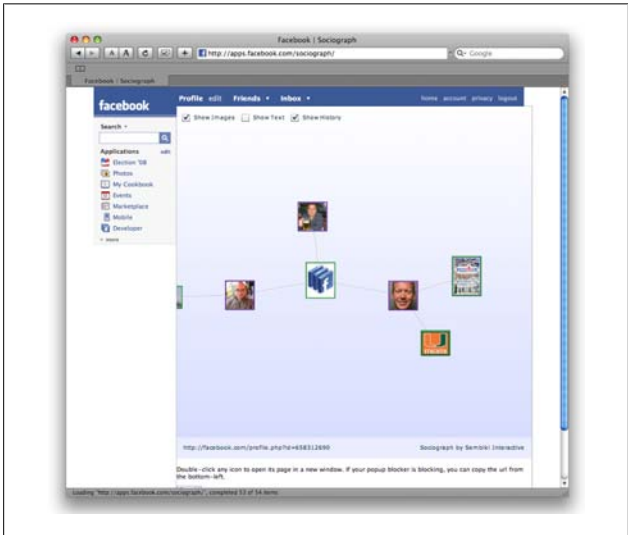 Facebook | Sociograph
A A C + http://apps.facebook.com/sociograph/ Q Google
Facebook | Sociograph
facebook Profile edit Friends Inbox home account privacy logout
Show Images Show Text Show History
Search
Applications edit
Election '08
Photos
My Cookbook
Events
Marketplace
Mobile
Developer
more
U
MIAMI
http://facebook.com/profile.php?id=658312690 Sociograph by Sembiki Interactive
Double-click any icon to open its page in a new window. If your popup blocker is blocking, you can copy the url from
the bottom-left.
Loading "http://apps.facebook.com/sociograph/", completed 53 of 54 items